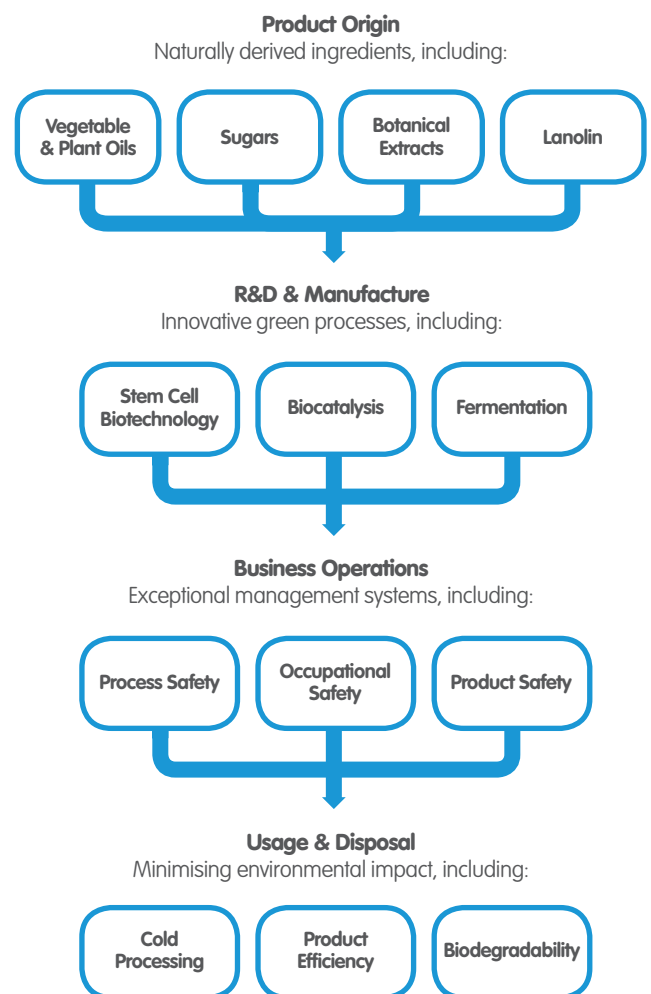 Product Origin
Naturally derived ingredients, including:
Vegetable
& Plant Oils
Sugars
Botanical
Extracts
Lanolin
R&D & Manufacture
Innovative green processes, including:
Stem Cell
Biotechnology
Biocatalysis
Fermentation
Business Operations
Exceptional management systems, including:
Process Safety
Occupational
Safety
Product Safety
Usage & Disposal
Minimising environmental impact, including:
Cold
Processing
Product
Efficiency
Biodegradability